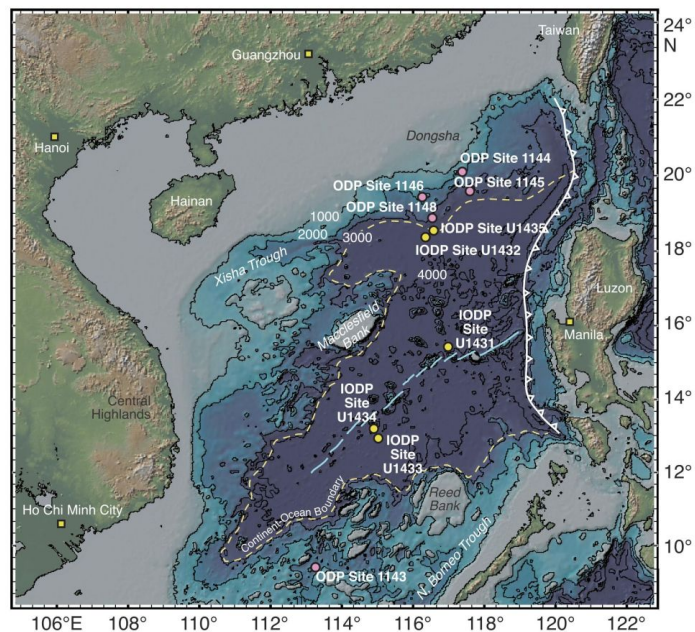 Taiwan
24°
N
Guangzhou
22°
Dongsha
Hanoi
ODP Site 1144
20°
ODP Site 1146
ODP Site 1145
Hainan
ODP Site 1148
1000
IODP Site U1435
2000
3000
IODP Site U1432
18°
Xisha Trough
4000
Luzon
Macclesfield
Bank
IODP
Site
U1431
16°
Manila
IODP
Site
U1434
14°
Central
Highlands
IODP
Site
U1433
12°
Ho Chi Minh City
Continent-Ocean Boundary
Reed
Bank
10°
N. Borneo Trough
ODP Site 1143
106°E
108°
110°
112°
114°
116°
118°
120°
122°